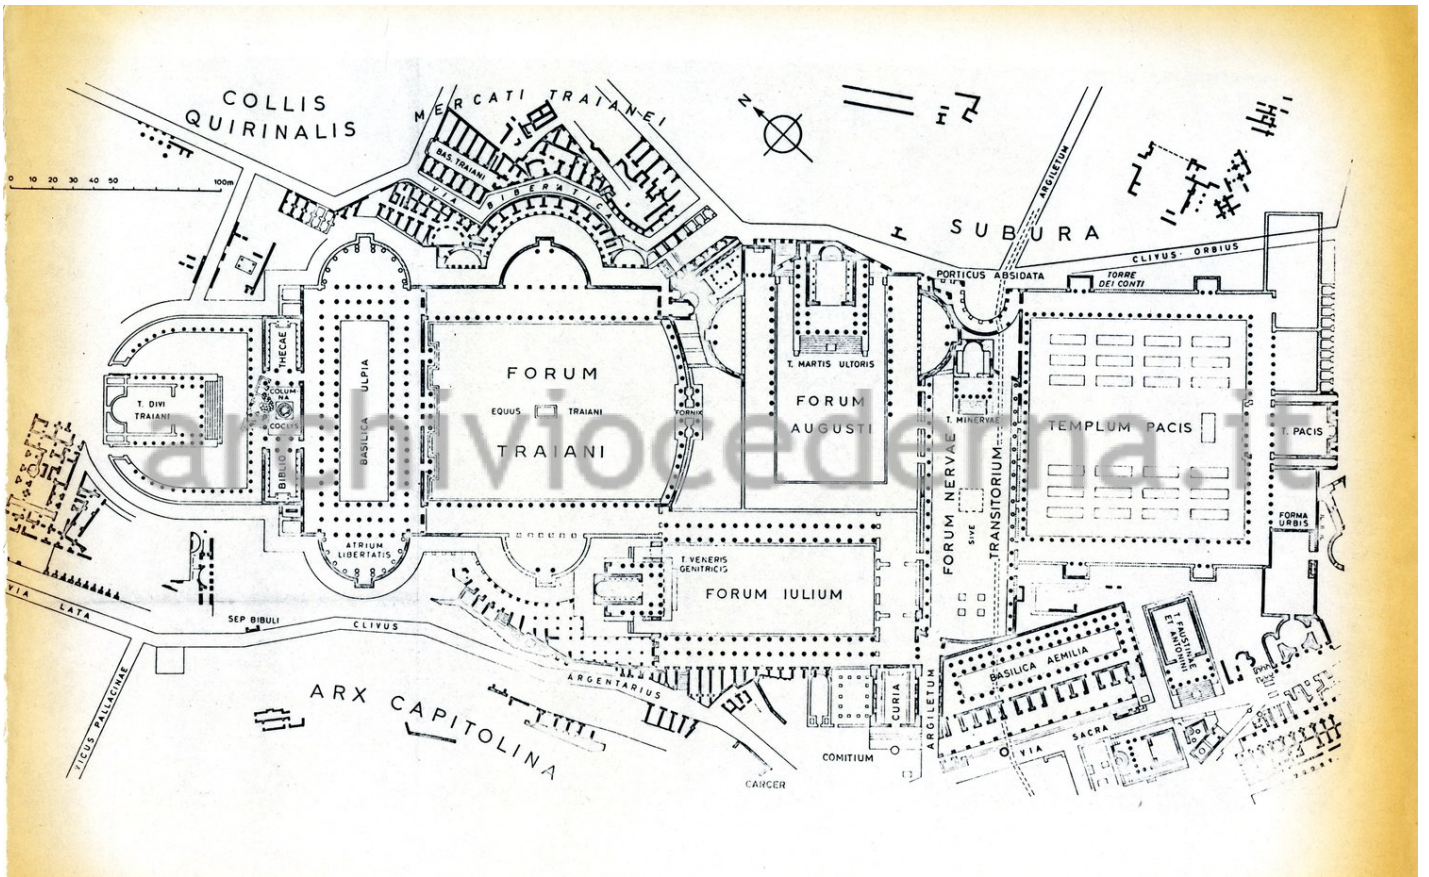 COLLIS
QUIRINALIS
MERCATI TRAIANEI
N
0 10 20 30 40 50 100m
BAS. TRAIANI
VIA BIBERATICA
ARGILETUM
SUBURA
CLIVUS ORBIUS
PORTICUS ABSIDATA
TORRE
DEI CONTI
THECAE
COLUM
NA
COCLIS
BIBLIO
T. DIVI
TRAIANI
BASILICA ULPIA
ATRIUM
LIBERTATIS
FORUM
EQUUS TRAIANI
TRAIANI
FORNIX
T. MARTIS ULTORIS
FORUM
AUGUSTI
T. MINERVAE
FORUM NERVAE
SIVE
TRANSITORIUM
TEMPLUM PACIS
T. PACIS
FORMA
URBIS
T. VENERIS
GENITRICIS
FORUM IULIUM
VIA LATA
SEP BIBULI
CLIVUS
ARGENTARIUS
VICUS PALLACINAE
ARX CAPITOLINA
CURIA
ARGILETUM
COMITIUM
CARCER
BASILICA AEMILIA
T. FAUSTINAE
ET ANTONINI
VIA SACRA
archiviocederna.it